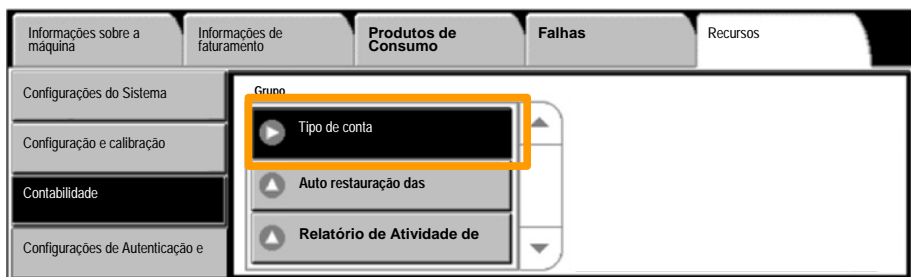 Informações sobre a
máquina
Informações de
faturamento
Produtos de
Consumo
Falhas
Recursos
Configurações do Sistema
Configuração e calibração
Contabilidade
Configurações de Autenticação e
Grupo
Tipo de conta
Auto restauração das
Relatório de Atividade de